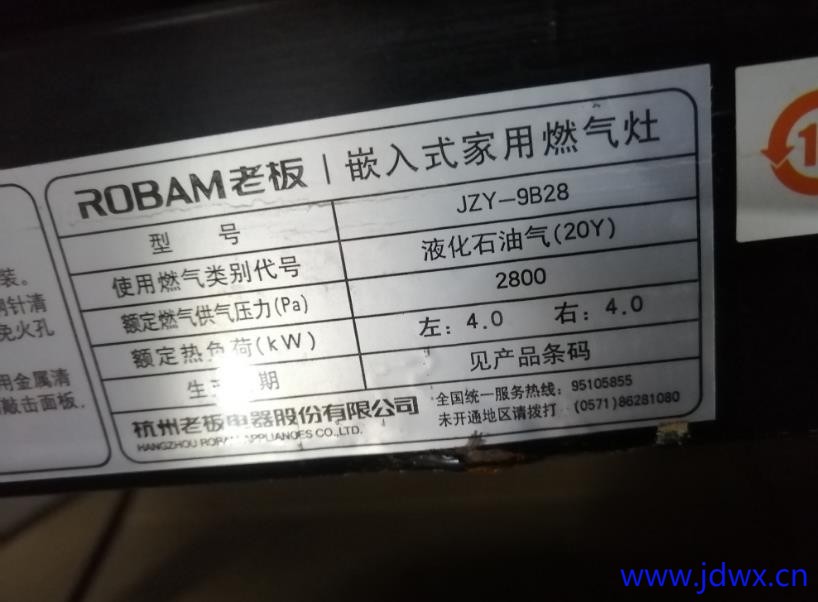 ROBAM老板 | 嵌入式家用燃气灶
型 号 JZY-9B28
使用燃气类别代号 液化石油气(20Y)
额定燃气供气压力(Pa) 2800
额定热负荷(kW) 左: 4.0 右: 4.0
生 期 见产品条码
杭州老板电器股份有限公司
HANGZHOU ROBAM APPLIANCES CO.,LTD.
全国统一服务热线: 95105855
未开通地区请拨打 (0571)86281080
装。
钢针清
免火孔
用金属清
敲击面板.
1
www.jdwx.cn